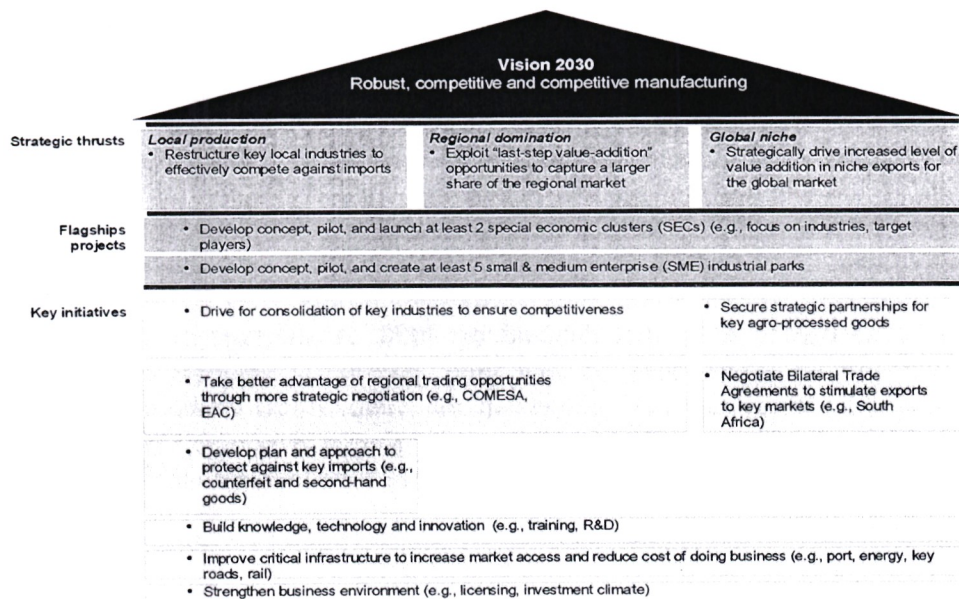 Vision 2030
Robust, competitive and competitive manufacturing
Strategic thrusts
Local production
• Restructure key local industries to
effectively compete against imports
Regional domination
• Exploit "last-step value-addition"
opportunities to capture a larger
share of the regional market
Global niche
• Strategically drive increased level of
value addition in niche exports for
the global market
Flagships
projects
• Develop concept, pilot, and launch at least 2 special economic clusters (SECs) (e.g., focus on industries, target
players)
• Develop concept, pilot, and create at least 5 small & medium enterprise (SME) industrial parks
Key initiatives
• Drive for consolidation of key industries to ensure competitiveness
• Secure strategic partnerships for
key agro-processed goods
• Take better advantage of regional trading opportunities
through more strategic negotiation (e.g., COMESA,
EAC)
• Negotiate Bilateral Trade
Agreements to stimulate exports
to key markets (e.g., South
Africa)
• Develop plan and approach to
protect against key imports (e.g.,
counterfeit and second-hand
goods)
• Build knowledge, technology and innovation (e.g., training, R&D)
• Improve critical infrastructure to increase market access and reduce cost of doing business (e.g., port, energy, key
roads, rail)
• Strengthen business environment (e.g., licensing, investment climate)